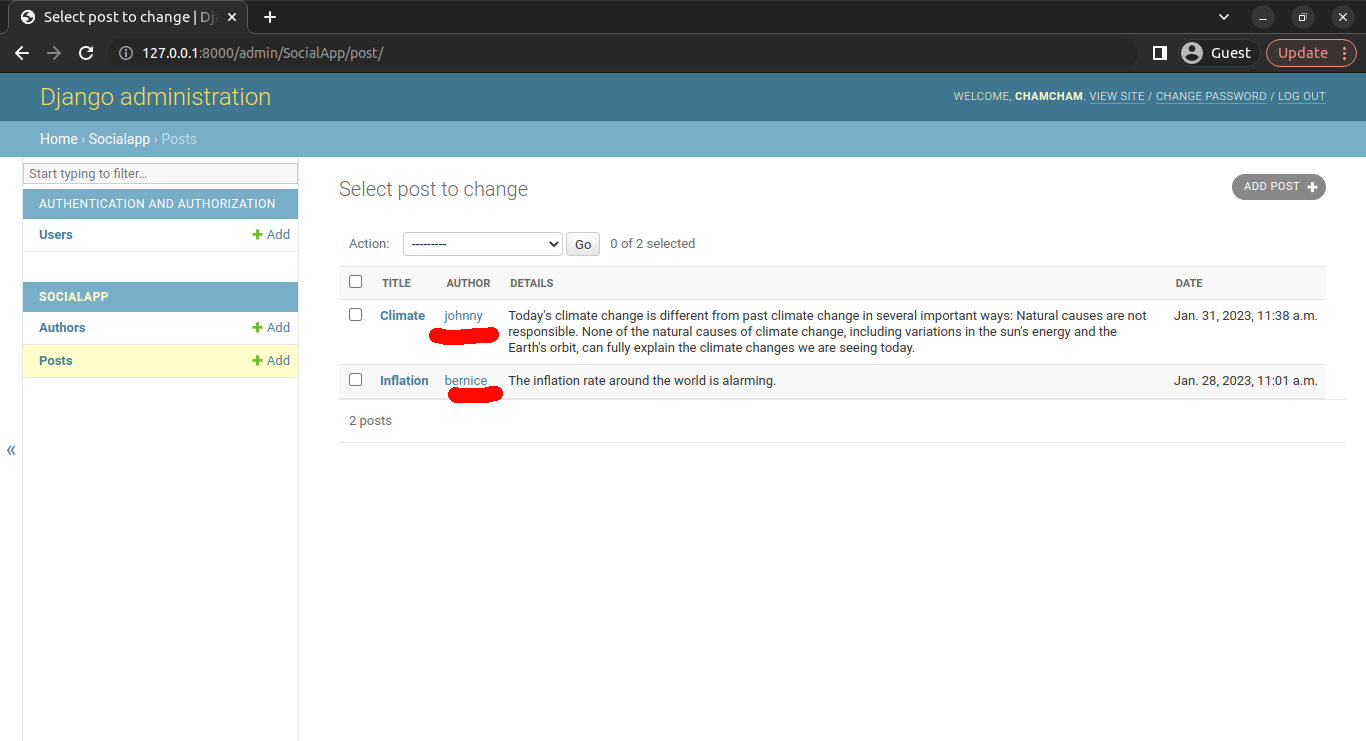 Select post to change | Dj
127.0.0.1:8000/admin/SocialApp/post/
Guest
Update
Django administration
WELCOME, CHAMCHAM. VIEW SITE / CHANGE PASSWORD / LOG OUT
Home › Socialapp › Posts
Start typing to filter…
AUTHENTICATION AND AUTHORIZATION
Users + Add
SOCIALAPP
Authors + Add
Posts + Add
«
Select post to change
ADD POST +
Action: --------- Go 0 of 2 selected
TITLE AUTHOR DETAILS DATE
Climate johnny Today's climate change is different from past climate change in several important ways: Natural causes are not Jan. 31, 2023, 11:38 a.m.
responsible. None of the natural causes of climate change, including variations in the sun's energy and the
Earth's orbit, can fully explain the climate changes we are seeing today.
Inflation bernice The inflation rate around the world is alarming. Jan. 28, 2023, 11:01 a.m.
2 posts